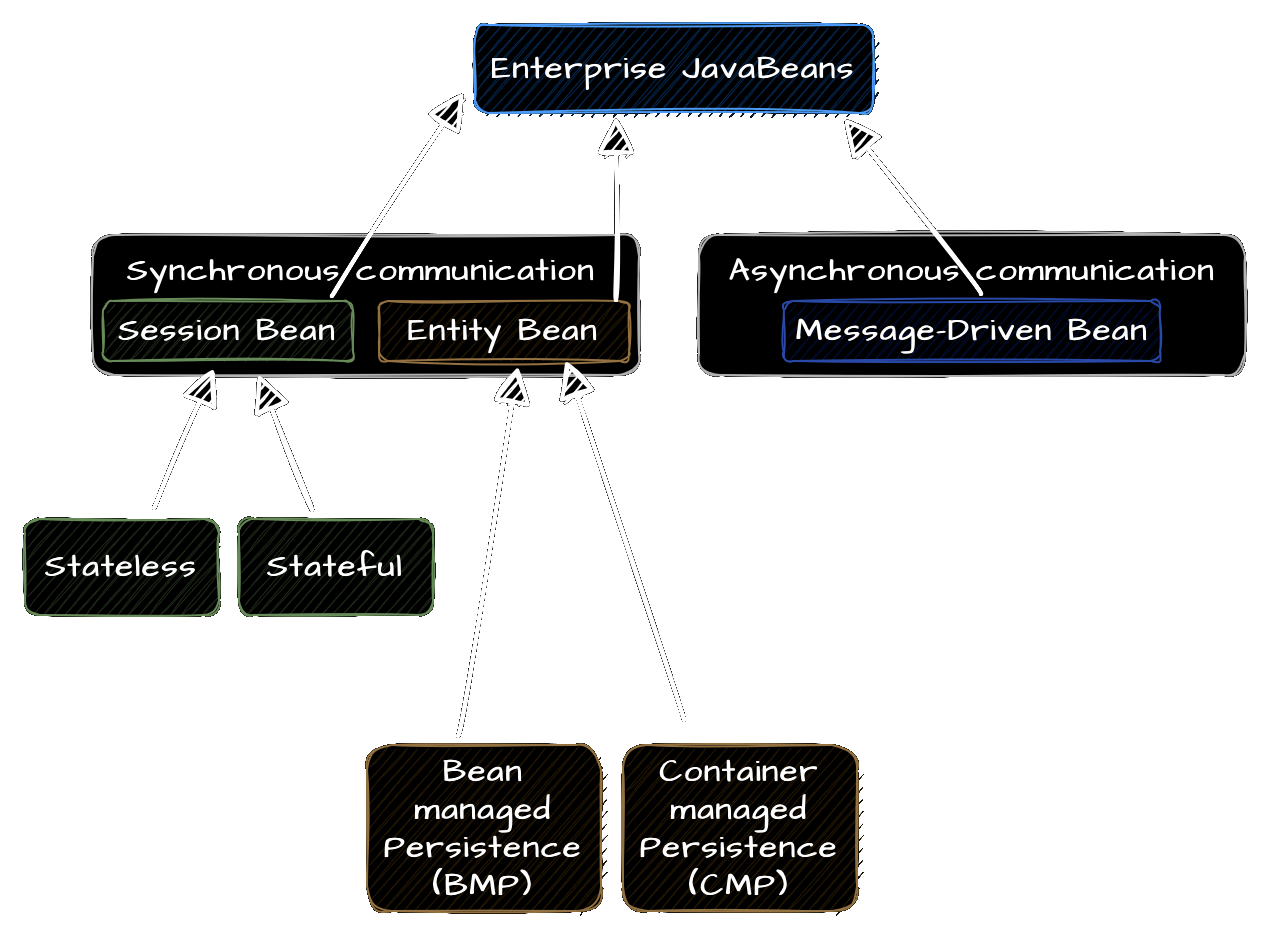 Enterprise JavaBeans
Synchronous communication
Session Bean
Entity Bean
Asynchronous communication
Message-Driven Bean
Stateless
Stateful
Bean
managed
Persistence
(BMP)
Container
managed
Persistence
(CMP)